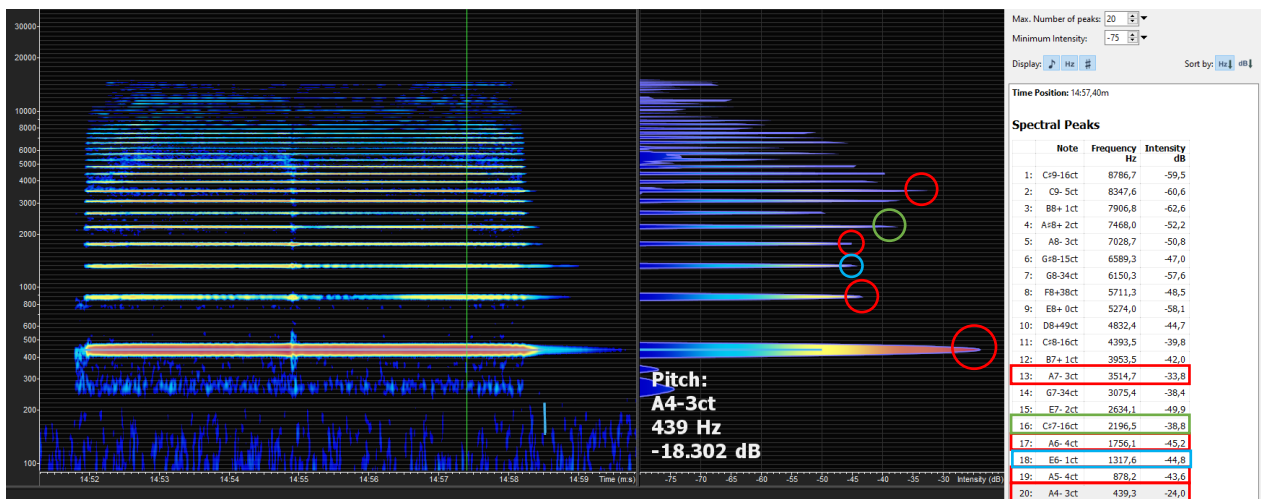 Max. Number of peaks: 20
Minimum Intensity: -75
Display: Hz # Sort by: Hz dB
Time Position: 14:57,40m
Spectral Peaks
Note Frequency Hz Intensity dB
1: C♯9-16ct 8786,7 -59,5
2: C9- 5ct 8347,6 -60,6
3: B8+ 1ct 7906,8 -62,6
4: A♯8+ 2ct 7468,0 -52,2
5: A8- 3ct 7028,7 -50,8
6: G♯8-15ct 6589,3 -47,0
7: G8-34ct 6150,3 -57,6
8: F8+38ct 5711,3 -48,5
9: E8+ 0ct 5274,0 -58,1
10: D8+49ct 4832,4 -44,7
11: C♯8-16ct 4393,5 -39,8
12: B7+ 1ct 3953,5 -42,0
13: A7- 3ct 3514,7 -33,8
14: G7-34ct 3075,4 -38,4
15: E7- 2ct 2634,1 -49,9
16: C♯7-16ct 2196,5 -38,8
17: A6- 4ct 1756,1 -45,2
18: E6- 1ct 1317,6 -44,8
19: A5- 4ct 878,2 -43,6
20: A4- 3ct 439,3 -24,0
30000
20000
10000
8000
6000
5000
4000
3000
2000
1000
800
600
500
400
300
200
100
Pitch:
A4-3ct
439 Hz
-18.302 dB
14:52 14:53 14:54 14:55 14:56 14:57 14:58 14:59 Time (m:s)
-75 -70 -65 -60 -55 -50 -45 -40 -35 -30 Intensity (dB)